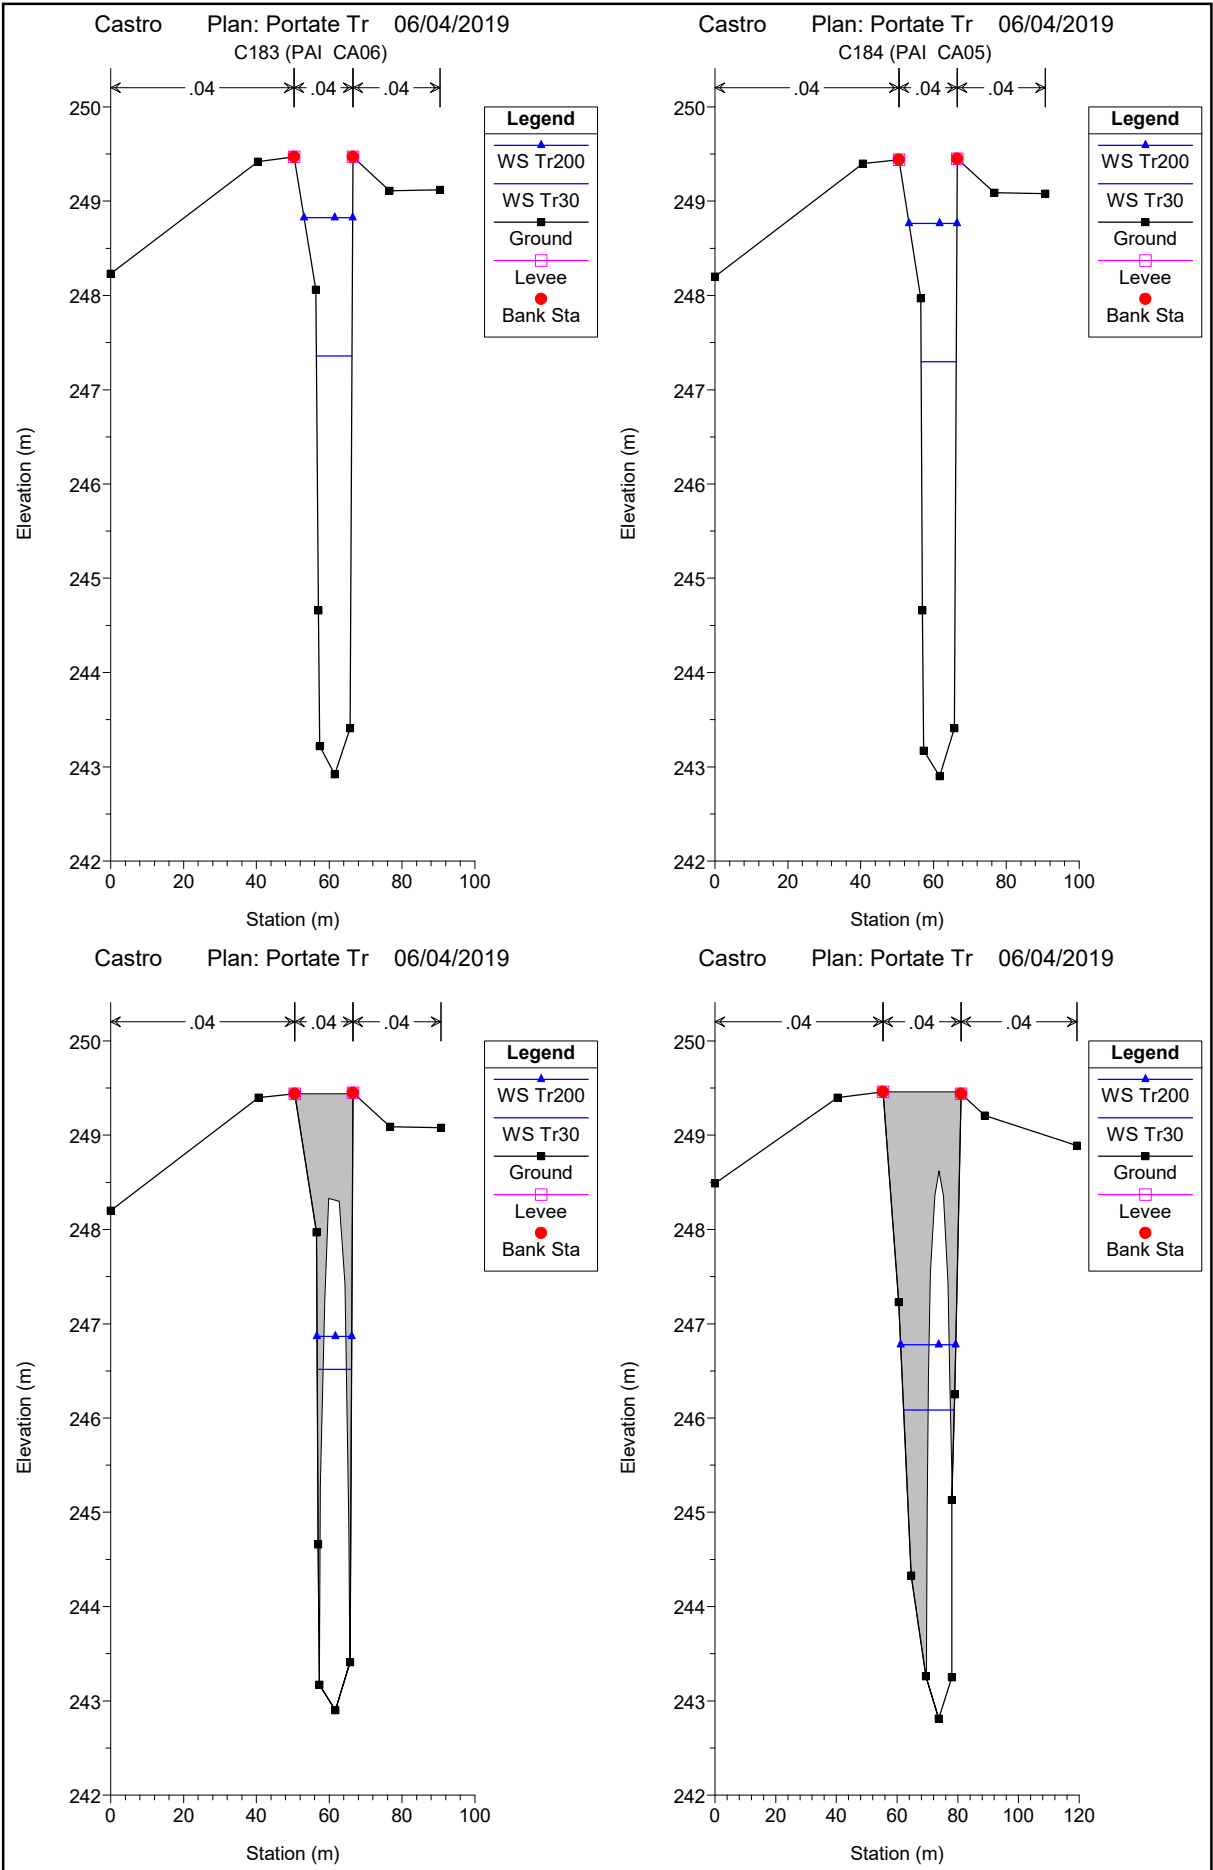 Castro Plan: Portate Tr 06/04/2019
C183 (PAI CA06)
.04 .04 .04
Legend
WS Tr200
WS Tr30
Ground
Levee
Bank Sta
250
249
248
247
246
245
244
243
242
Elevation (m)
0 20 40 60 80 100
Station (m)
Castro Plan: Portate Tr 06/04/2019
C184 (PAI CA05)
.04 .04 .04
Legend
WS Tr200
WS Tr30
Ground
Levee
Bank Sta
250
249
248
247
246
245
244
243
242
Elevation (m)
0 20 40 60 80 100
Station (m)
Castro Plan: Portate Tr 06/04/2019
.04 .04 .04
Legend
WS Tr200
WS Tr30
Ground
Levee
Bank Sta
250
249
248
247
246
245
244
243
242
Elevation (m)
0 20 40 60 80 100
Station (m)
Castro Plan: Portate Tr 06/04/2019
.04 .04 .04
Legend
WS Tr200
WS Tr30
Ground
Levee
Bank Sta
250
249
248
247
246
245
244
243
242
Elevation (m)
0 20 40 60 80 100 120
Station (m)